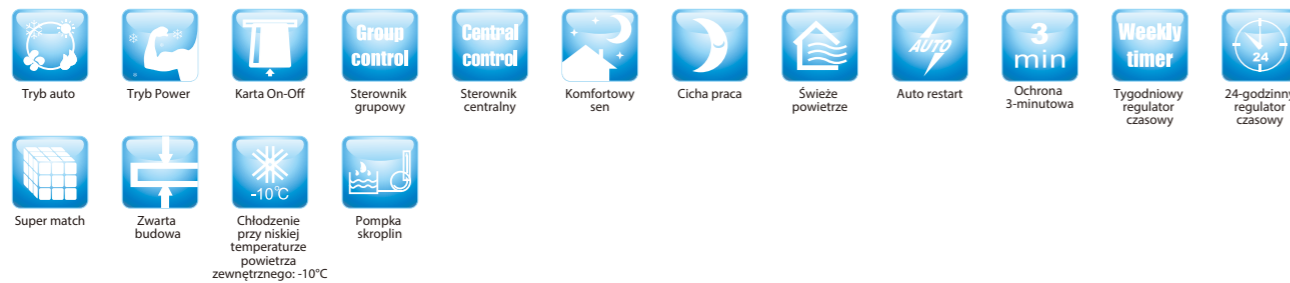 Group
control
Central
control
AUTO
3
min
Weekly
timer
24
Tryb auto
Tryb Power
Karta On-Off
Sterownik
grupowy
Sterownik
centralny
Komfortowy
sen
Cicha praca
Świeże
powietrze
Auto restart
Ochrona
3-minutowa
Tygodniowy
regulator
czasowy
24-godzinny
regulator
czasowy
-10°C
Super match
Zwarta
budowa
Chłodzenie
przy niskiej
temperaturze
powietrza
zewnętrznego: -10°C
Pompka
skroplin